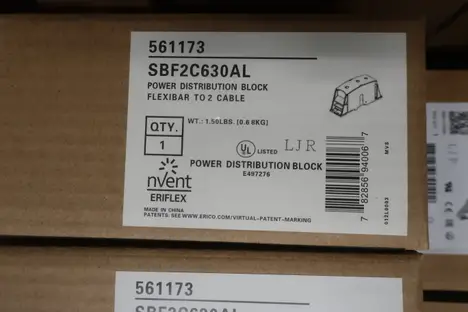 561173
SBF2C630AL
POWER DISTRIBUTION BLOCK
FLEXIBAR TO 2 CABLE
QTY.
1
WT.: 1.50LBS. [0.68KG]
UL LISTED LJR
POWER DISTRIBUTION BLOCK
E497276
nVent
ERIFLEX
MADE IN CHINA
PATENTS: SEE WWW.ERICO.COM/VIRTUAL-PATENT-MARKING
7 82856 94006 7
561173
SBF2C630AL